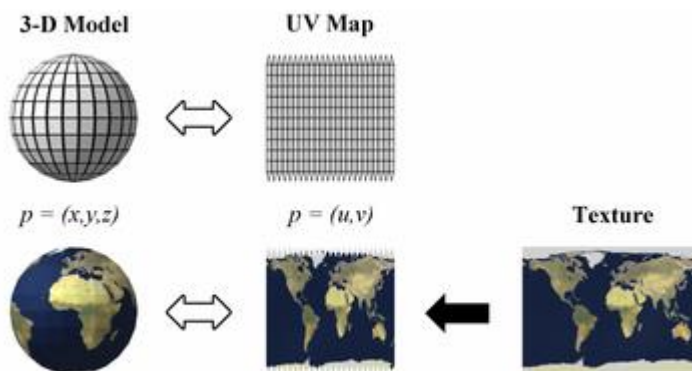 3-D Model
UV Map
p = (x,y,z)
p = (u,v)
Texture